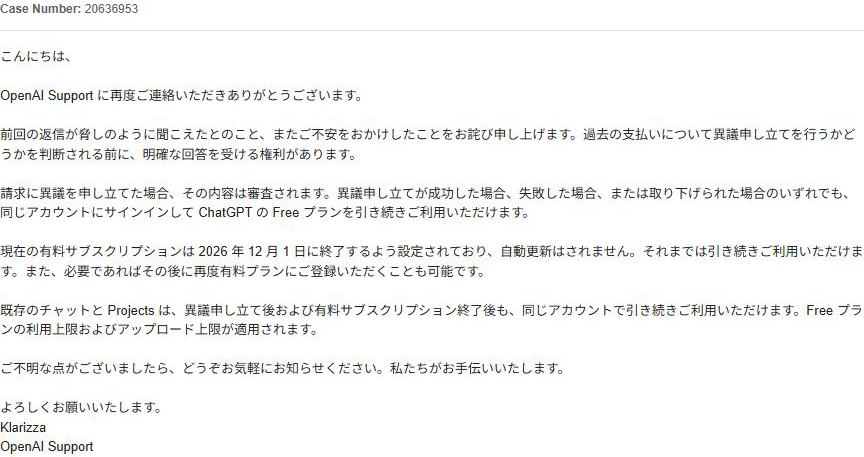 Case Number: 20636953
こんにちは、
OpenAI Support に再度ご連絡いただきありがとうございます。
前回の返信が脅しのように聞こえたとのこと、またご不安をおかけしたことをお詫び申し上げます。過去の支払いについて異議申し立てを行うかど
うかを判断される前に、明確な回答を受ける権利があります。
請求に異議を申し立てた場合、その内容は審査されます。異議申し立てが成功した場合、失敗した場合、または取り下げられた場合のいずれでも、
同じアカウントにサインインして ChatGPT の Free プランを引き続きご利用いただけます。
現在の有料サブスクリプションは 2026 年 12 月 1 日に終了するよう設定されており、自動更新はされません。それまでは引き続きご利用いただけま
す。また、必要であればその後に再度有料プランにご登録いただくことも可能です。
既存のチャットと Projects は、異議申し立て後および有料サブスクリプション終了後も、同じアカウントで引き続きご利用いただけます。Free プラ
ンの利用上限およびアップロード上限が適用されます。
ご不明な点がございましたら、どうぞお気軽にお知らせください。私たちがお手伝いいたします。
よろしくお願いいたします。
Klarizza
OpenAI Support